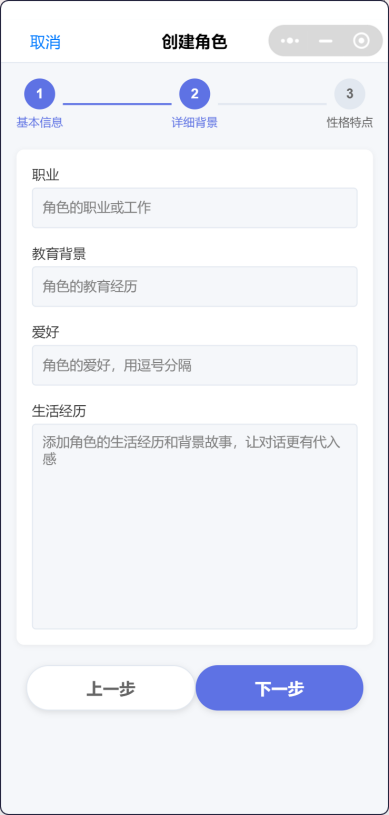 取消
创建角色
1
2
3
基本信息
详细背景
性格特点
职业
角色的职业或工作
教育背景
角色的教育经历
爱好
角色的爱好，用逗号分隔
生活经历
添加角色的生活经历和背景故事，让对话更有代入
感
上一步
下一步